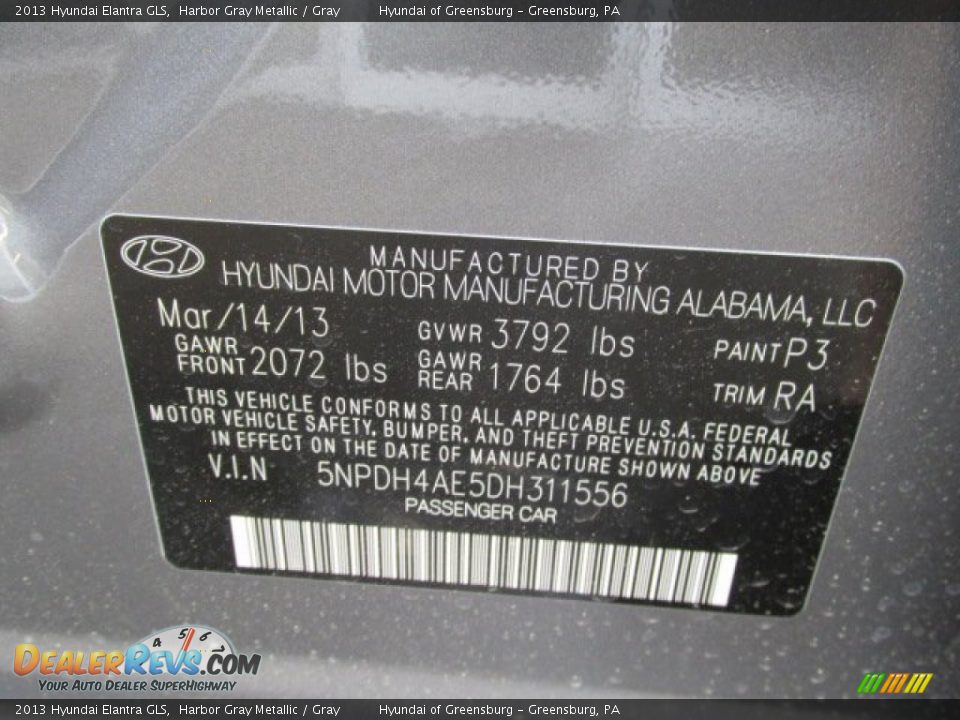 2013 Hyundai Elantra GLS, Harbor Gray Metallic / Gray Hyundai of Greensburg - Greensburg, PA
MANUFACTURED BY
HYUNDAI MOTOR MANUFACTURING ALABAMA, LLC
Mar/14/13 GVWR 3792 lbs PAINT P3
GAWR FRONT 2072 lbs GAWR REAR 1764 lbs TRIM RA
THIS VEHICLE CONFORMS TO ALL APPLICABLE U.S.A. FEDERAL
MOTOR VEHICLE SAFETY, BUMPER, AND THEFT PREVENTION STANDARDS
IN EFFECT ON THE DATE OF MANUFACTURE SHOWN ABOVE
V.I.N 5NPDH4AE5DH311556
PASSENGER CAR
4 5 6
DEALERREVS.COM
YOUR AUTO DEALER SUPERHIGHWAY
2013 Hyundai Elantra GLS, Harbor Gray Metallic / Gray Hyundai of Greensburg - Greensburg, PA